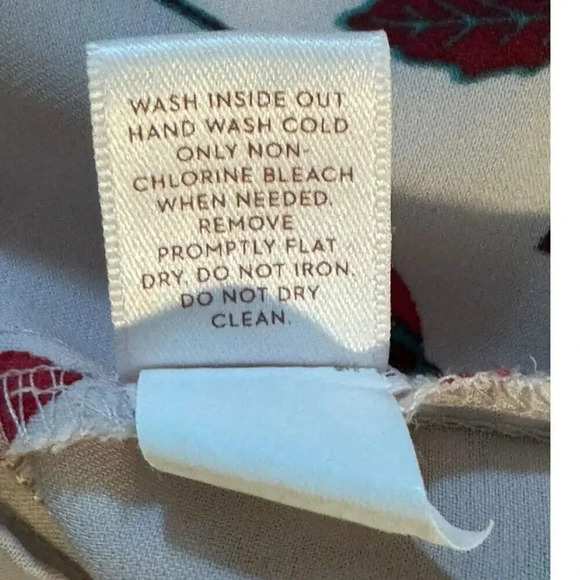 WASH INSIDE OUT
HAND WASH COLD
ONLY NON-
CHLORINE BLEACH
WHEN NEEDED.
REMOVE
PROMPTLY FLAT
DRY. DO NOT IRON.
DO NOT DRY
CLEAN.